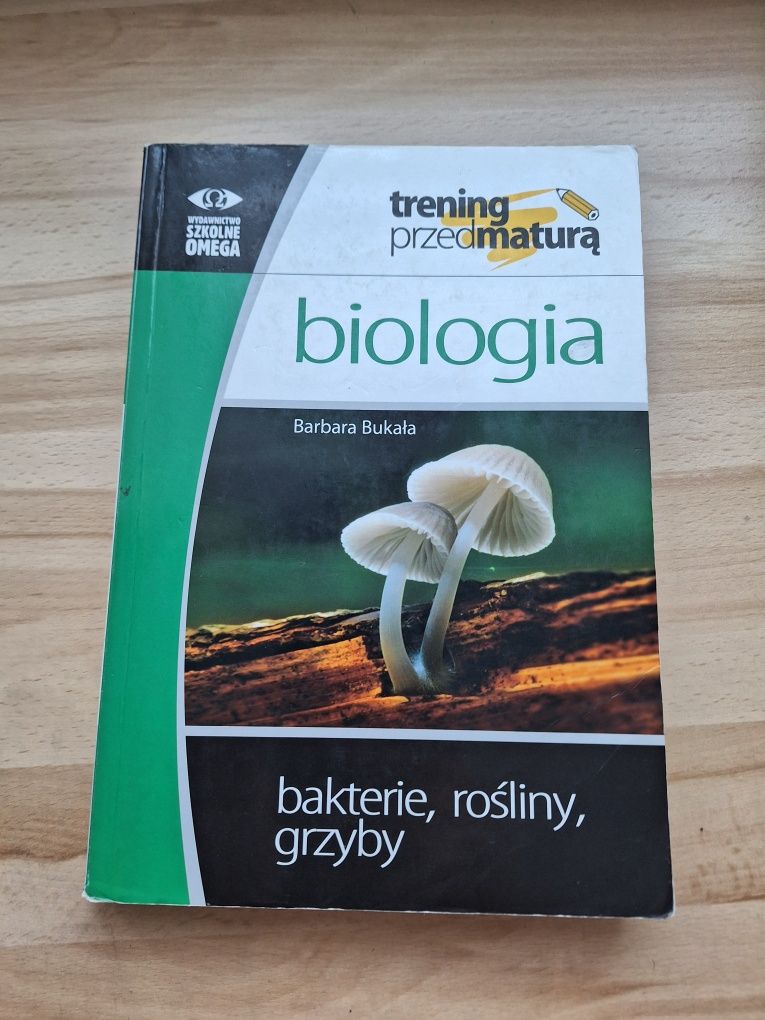 WYDAWNICTWO
SZKOLNE
OMEGA
trening
przedmaturą
biologia
Barbara Bukała
bakterie, rośliny,
grzyby